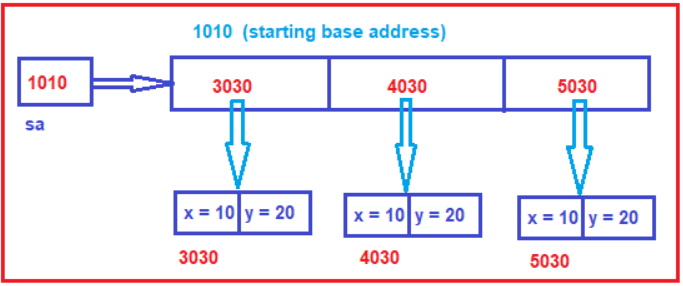 1010 (starting base address)
1010 3030 4030 5030
sa
x = 10 y = 20 x = 10 y = 20 x = 10 y = 20
3030 4030 5030